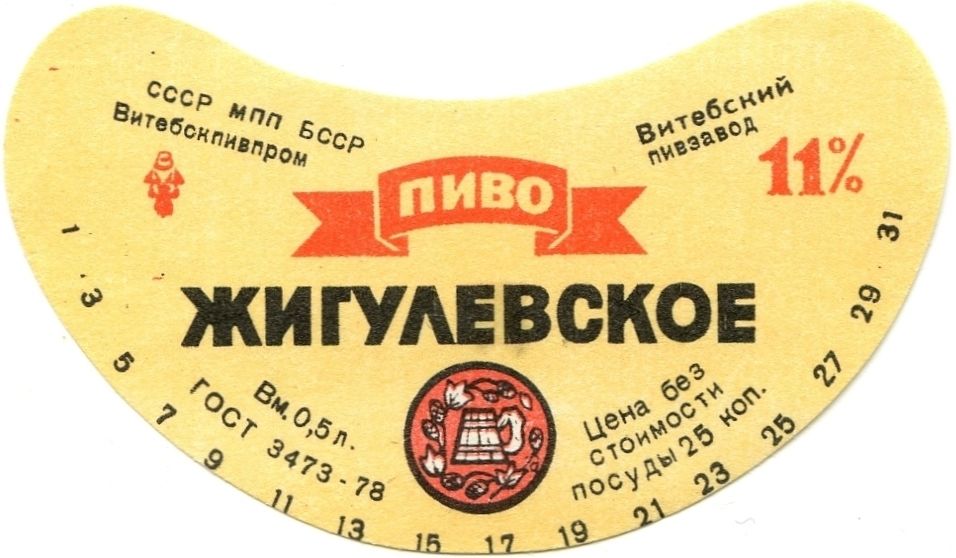 СССР МПП БССР
Витебскпивпром
Витебский
пивзавод
11%
ПИВО
ЖИГУЛЕВСКОЕ
Вм. 0,5 л.
ГОСТ 3473-78
Цена без
стоимости
посуды 25 коп.
1 3 5 7 9 11 13 15 17 19 21 23 25 27 29 31